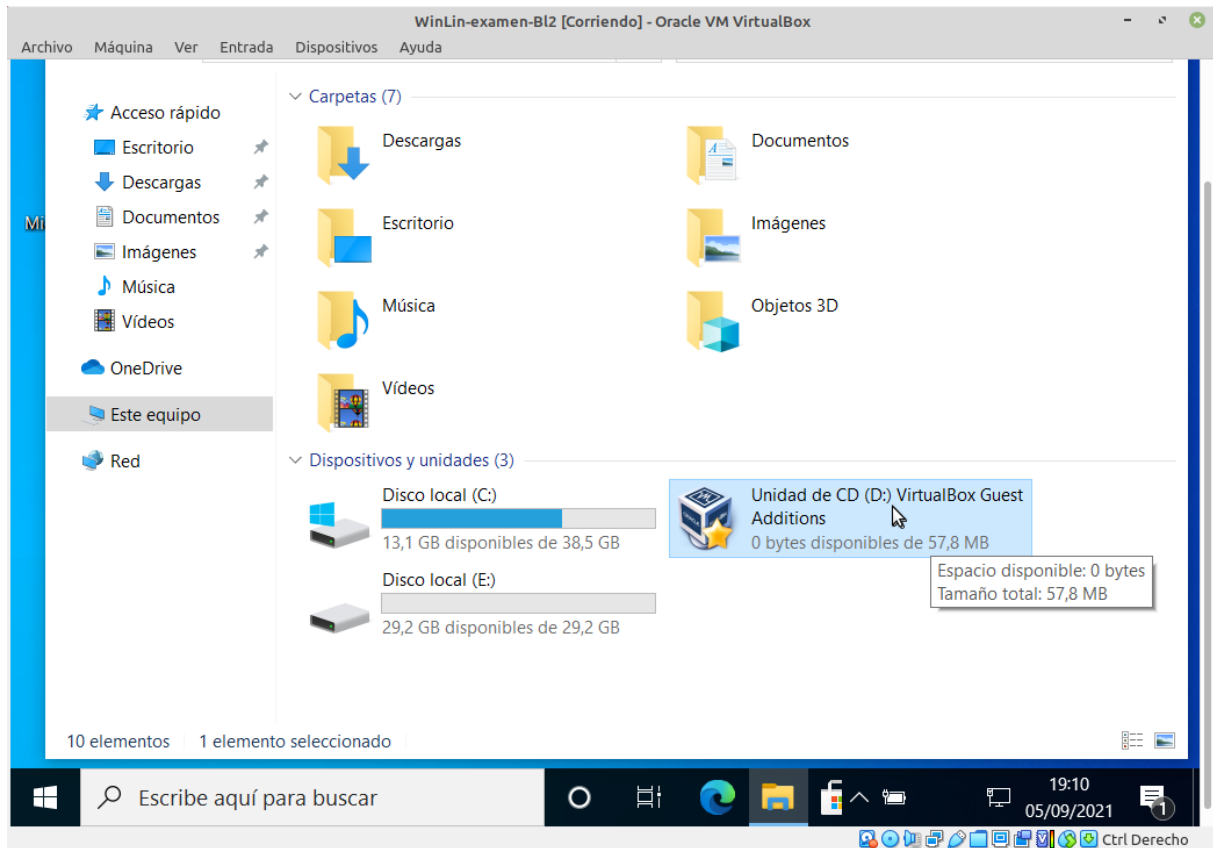 WinLin-examen-Bl2 [Corriendo] - Oracle VM VirtualBox
Archivo Máquina Ver Entrada Dispositivos Ayuda
Mi
Acceso rápido
Escritorio
Descargas
Documentos
Imágenes
Música
Vídeos
OneDrive
Este equipo
Red
Carpetas (7)
Descargas
Documentos
Escritorio
Imágenes
Música
Objetos 3D
Vídeos
Dispositivos y unidades (3)
Disco local (C:)
13,1 GB disponibles de 38,5 GB
Unidad de CD (D:) VirtualBox Guest
Additions
0 bytes disponibles de 57,8 MB
Espacio disponible: 0 bytes
Tamaño total: 57,8 MB
Disco local (E:)
29,2 GB disponibles de 29,2 GB
10 elementos 1 elemento seleccionado
Escribe aquí para buscar
19:10
05/09/2021
1
Ctrl Derecho